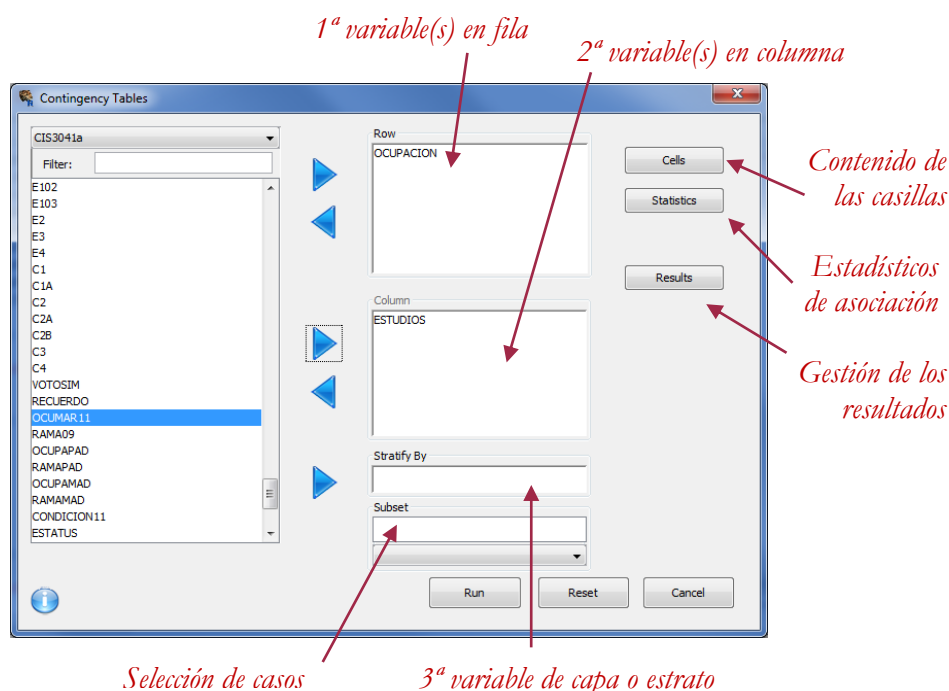 1ª variable(s) en fila
2ª variable(s) en columna
Contingency Tables
CIS3041a
Filter:
E102
E103
E2
E3
E4
C1
C1A
C2
C2A
C2B
C3
C4
VOTOSIM
RECUERDO
OCUMAR11
RAMA09
OCUPAPAD
RAMAPAD
OCUPAMAD
RAMAMAD
CONDICION11
ESTATUS
Row
OCUPACION
Column
ESTUDIOS
Stratify By
Subset
Cells
Statistics
Results
Run
Reset
Cancel
Contenido de
las casillas
Estadísticos
de asociación
Gestión de los
resultados
Selección de casos
3ª variable de capa o estrato